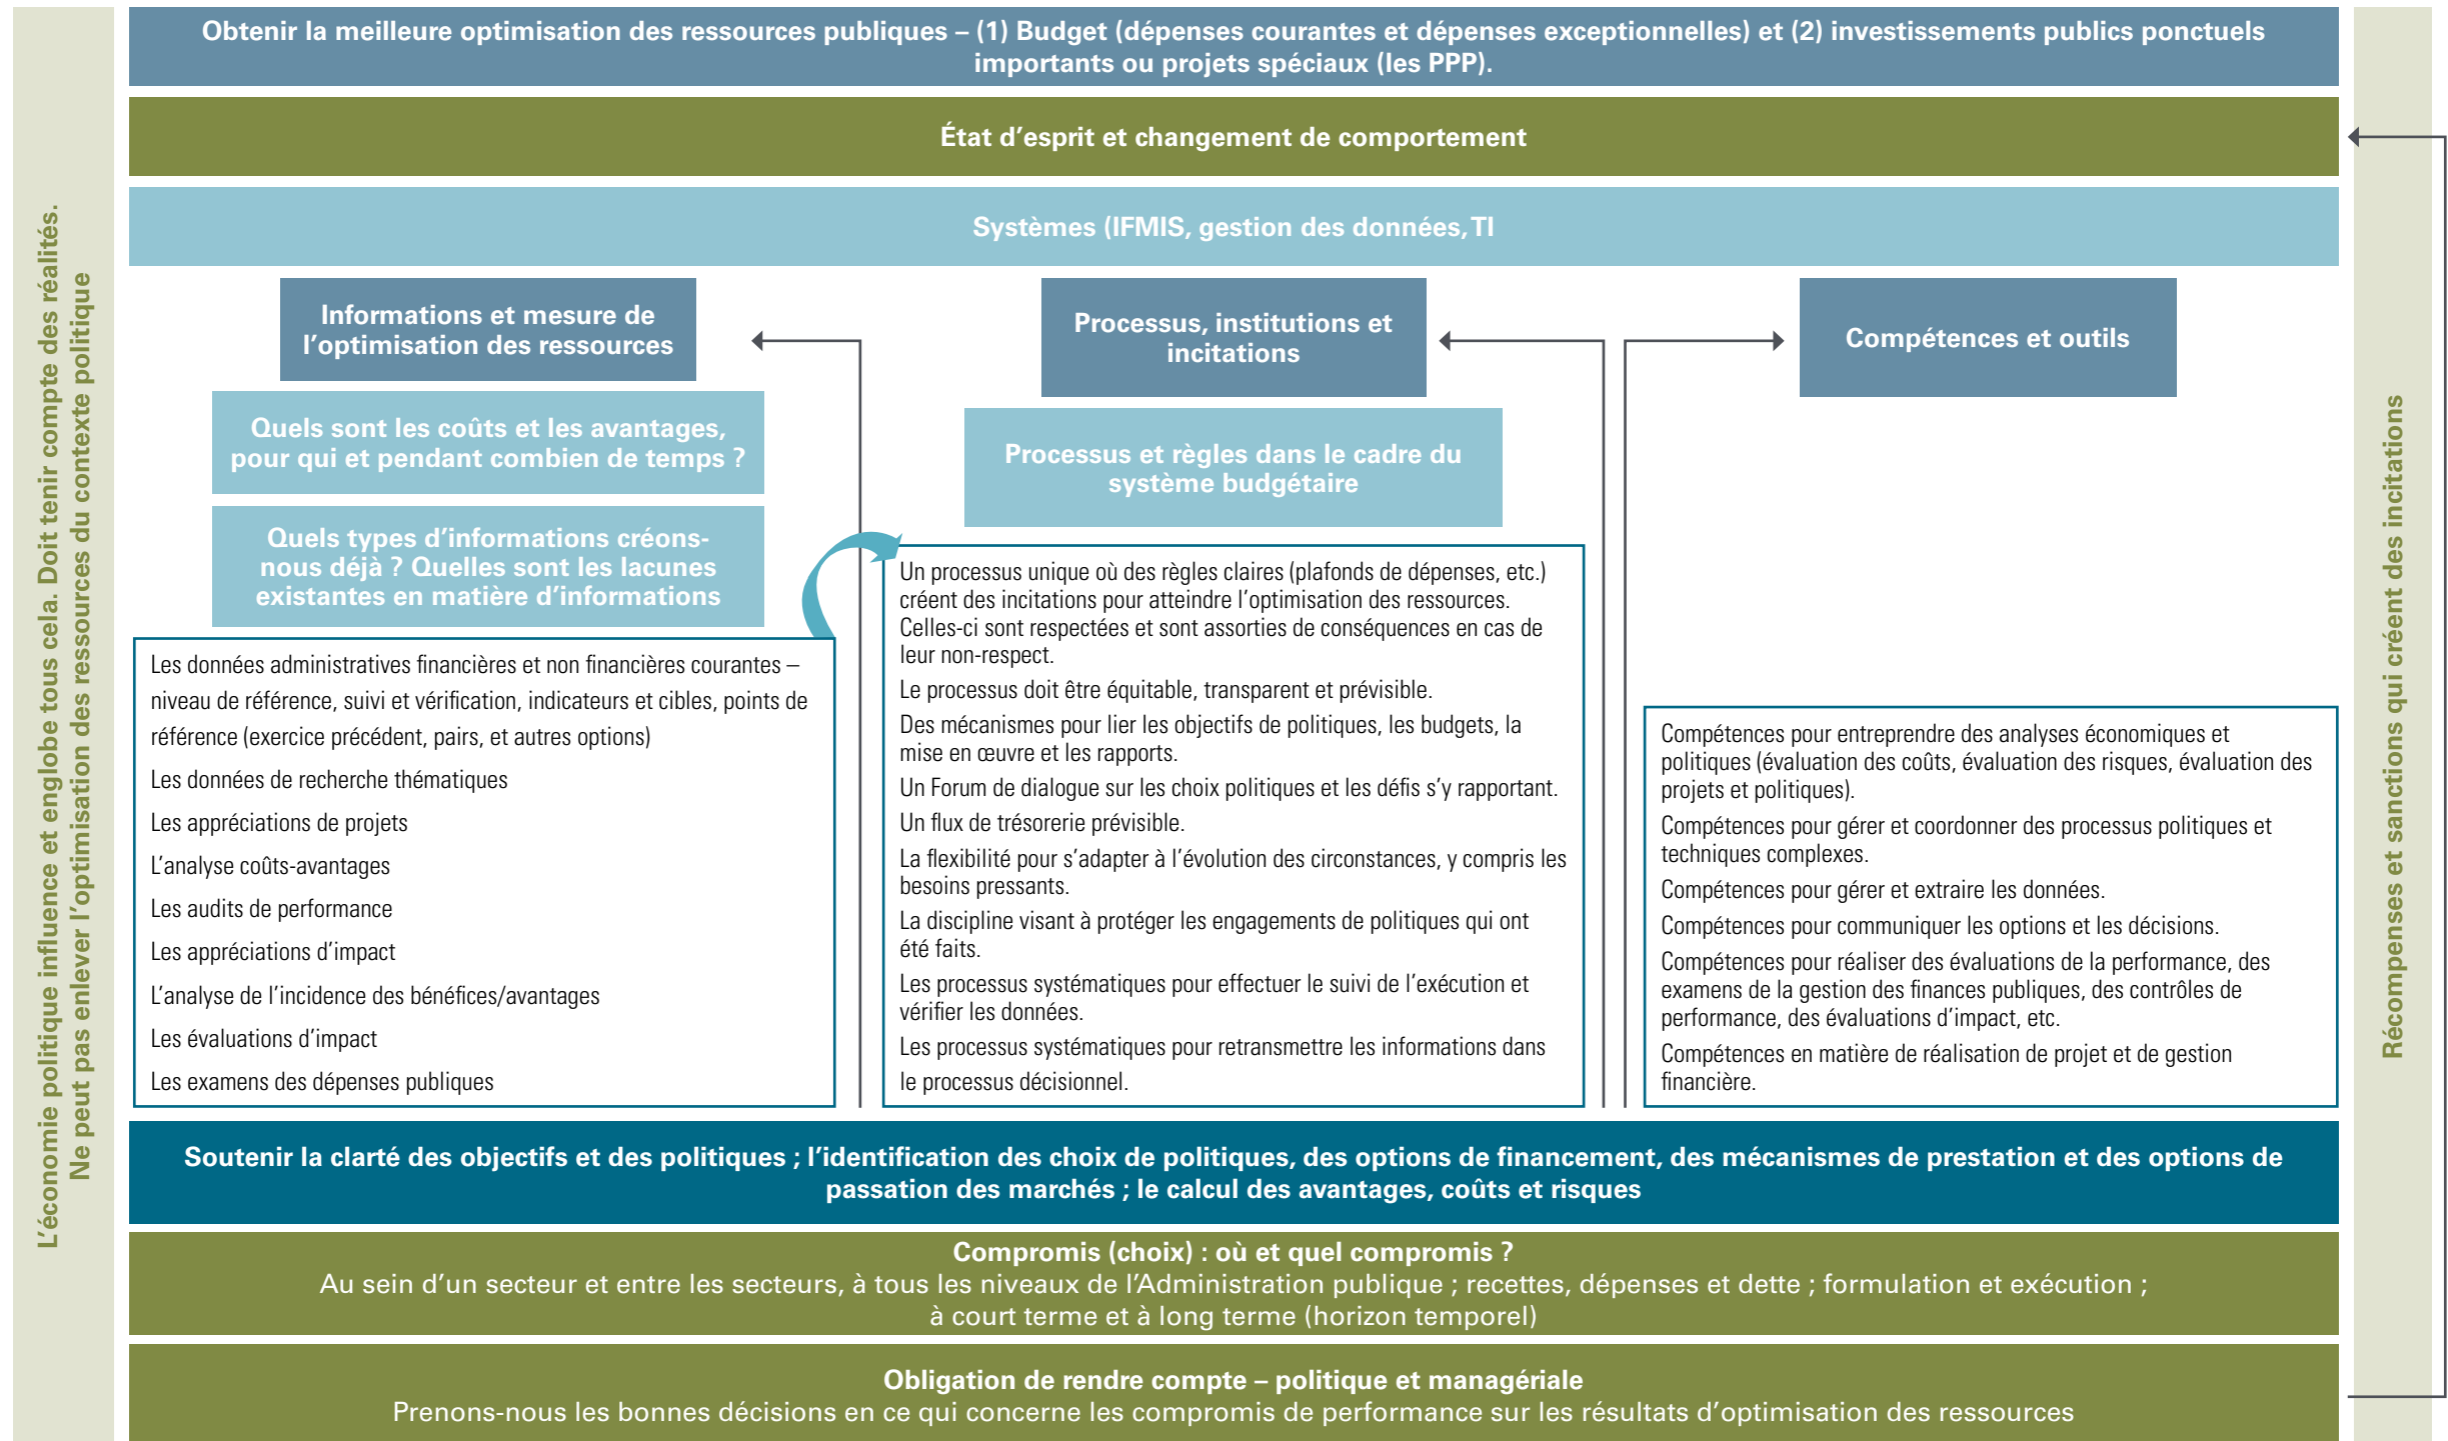 L'économie politique influence et englobe tous cela. Doit tenir compte des réalités.
Ne peut pas enlever l'optimisation des ressources du contexte politique
Obtenir la meilleure optimisation des ressources publiques – (1) Budget (dépenses courantes et dépenses exceptionnelles) et (2) investissements publics ponctuels
importants ou projets spéciaux (les PPP).
État d'esprit et changement de comportement
Systèmes (IFMIS, gestion des données, TI
Informations et mesure de
l'optimisation des ressources
Quels sont les coûts et les avantages,
pour qui et pendant combien de temps ?
Quels types d'informations créons-
nous déjà ? Quelles sont les lacunes
existantes en matière d'informations
Les données administratives financières et non financières courantes –
niveau de référence, suivi et vérification, indicateurs et cibles, points de
référence (exercice précédent, pairs, et autres options)
Les données de recherche thématiques
Les appréciations de projets
L'analyse coûts-avantages
Les audits de performance
Les appréciations d'impact
L'analyse de l'incidence des bénéfices/avantages
Les évaluations d'impact
Les examens des dépenses publiques
Processus, institutions et
incitations
Processus et règles dans le cadre du
système budgétaire
Un processus unique où des règles claires (plafonds de dépenses, etc.)
créent des incitations pour atteindre l'optimisation des ressources.
Celles-ci sont respectées et sont assorties de conséquences en cas de
leur non-respect.
Le processus doit être équitable, transparent et prévisible.
Des mécanismes pour lier les objectifs de politiques, les budgets, la
mise en œuvre et les rapports.
Un Forum de dialogue sur les choix politiques et les défis s'y rapportant.
Un flux de trésorerie prévisible.
La flexibilité pour s'adapter à l'évolution des circonstances, y compris les
besoins pressants.
La discipline visant à protéger les engagements de politiques qui ont
été faits.
Les processus systématiques pour effectuer le suivi de l'exécution et
vérifier les données.
Les processus systématiques pour retransmettre les informations dans
le processus décisionnel.
Compétences et outils
Compétences pour entreprendre des analyses économiques et
politiques (évaluation des coûts, évaluation des risques, évaluation des
projets et politiques).
Compétences pour gérer et coordonner des processus politiques et
techniques complexes.
Compétences pour gérer et extraire les données.
Compétences pour communiquer les options et les décisions.
Compétences pour réaliser des évaluations de la performance, des
examens de la gestion des finances publiques, des contrôles de
performance, des évaluations d'impact, etc.
Compétences en matière de réalisation de projet et de gestion
financière.
Soutenir la clarté des objectifs et des politiques ; l'identification des choix de politiques, des options de financement, des mécanismes de prestation et des options de
passation des marchés ; le calcul des avantages, coûts et risques
Compromis (choix) : où et quel compromis ?
Au sein d'un secteur et entre les secteurs, à tous les niveaux de l'Administration publique ; recettes, dépenses et dette ; formulation et exécution ;
à court terme et à long terme (horizon temporel)
Obligation de rendre compte – politique et managériale
Prenons-nous les bonnes décisions en ce qui concerne les compromis de performance sur les résultats d'optimisation des ressources
Récompenses et sanctions qui créent des incitations